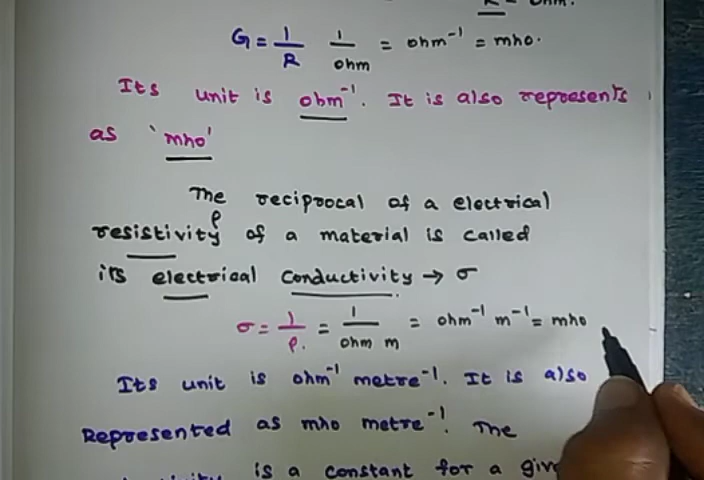 G = 1/R 1/ohm = ohm⁻¹ = mho.
Its unit is ohm⁻¹. It is also represents
as 'mho'
The reciprocal of a electrical
ρ
resistivity of a material is called
its electrical conductivity → σ
σ = 1/ρ. = 1/ohm m = ohm⁻¹ m⁻¹ = mho
Its unit is ohm⁻¹ metre⁻¹. It is also
Represented as mho metre⁻¹. The
is a constant for a